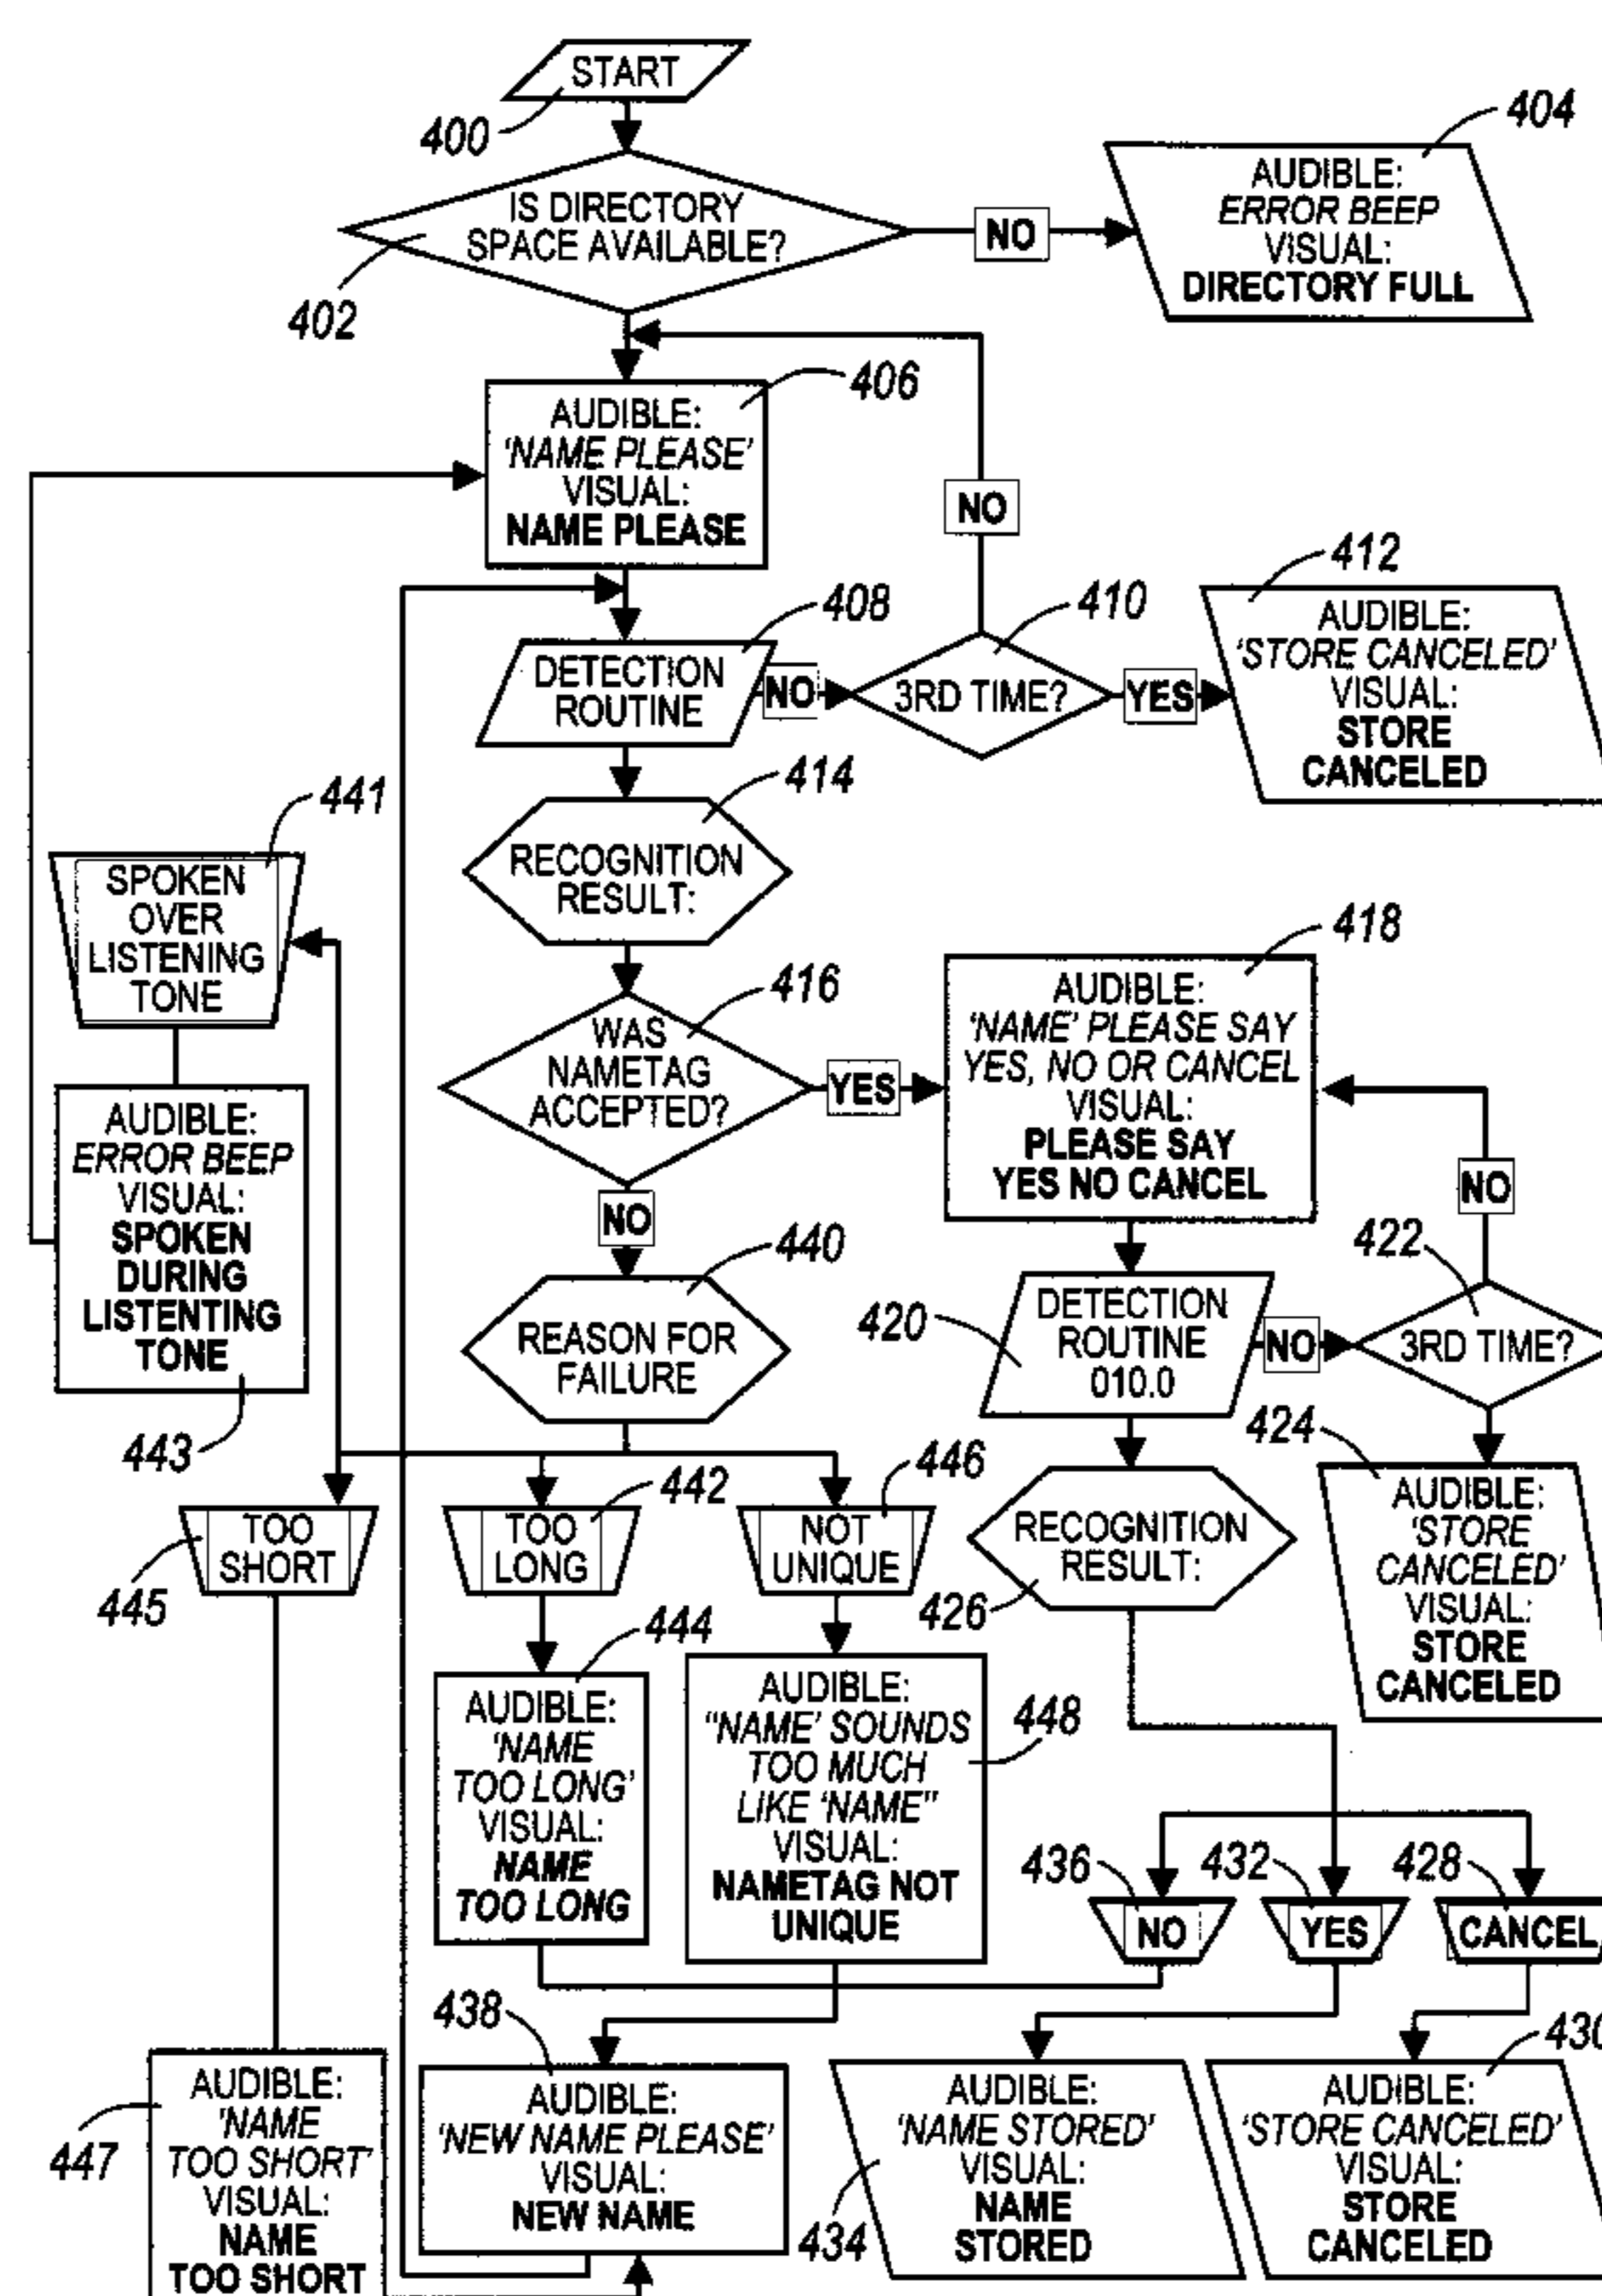 START
400
404
AUDIBLE:
ERROR BEEP
VISUAL:
DIRECTORY FULL
IS DIRECTORY
SPACE AVAILABLE?
NO
402
406
AUDIBLE:
'NAME PLEASE'
VISUAL:
NAME PLEASE
NO
412
AUDIBLE:
'STORE CANCELED'
VISUAL:
STORE
CANCELED
408
410
DETECTION
ROUTINE
NO
3RD TIME?
YES
414
441
RECOGNITION
RESULT:
SPOKEN
OVER
LISTENING
TONE
416
418
WAS
NAMETAG
ACCEPTED?
YES
AUDIBLE:
'NAME' PLEASE SAY
YES, NO OR CANCEL
VISUAL:
PLEASE SAY
YES NO CANCEL
AUDIBLE:
ERROR BEEP
VISUAL:
SPOKEN
DURING
LISTENTING
TONE
443
NO
NO
440
422
REASON FOR
FAILURE
420
DETECTION
ROUTINE
010.0
NO
3RD TIME?
424
AUDIBLE:
'STORE
CANCELED'
VISUAL:
STORE
CANCELED
442
446
TOO
SHORT
TOO
LONG
NOT
UNIQUE
RECOGNITION
RESULT:
445
426
444
AUDIBLE:
'NAME
TOO LONG'
VISUAL:
NAME
TOO LONG
AUDIBLE:
"NAME' SOUNDS
TOO MUCH
LIKE 'NAME"
VISUAL:
NAMETAG NOT
UNIQUE
448
436
432
428
NO
YES
CANCEL
438
430
AUDIBLE:
'NAME
TOO SHORT'
VISUAL:
NAME
TOO SHORT
447
AUDIBLE:
'NEW NAME PLEASE'
VISUAL:
NEW NAME
AUDIBLE:
'NAME STORED'
VISUAL:
NAME
STORED
434
AUDIBLE:
'STORE CANCELED'
VISUAL:
STORE
CANCELED